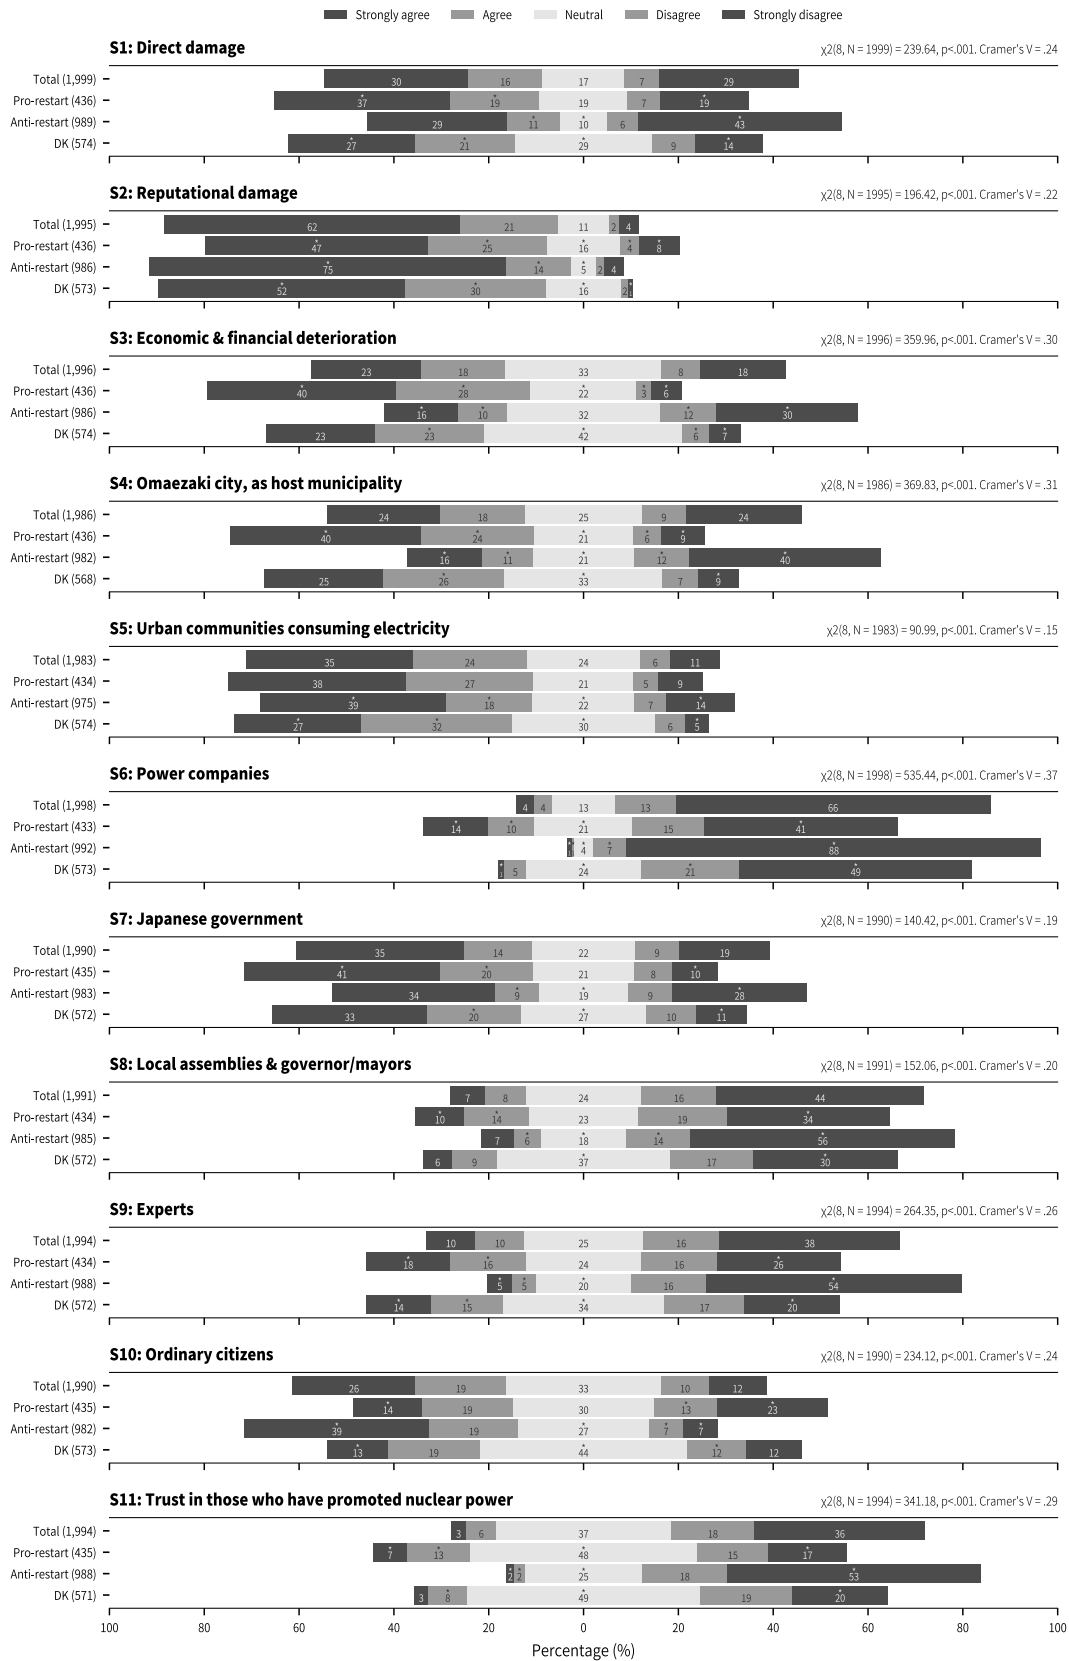 Strongly agree Agree Neutral Disagree Strongly disagree
S1: Direct damage χ2(8, N = 1999) = 239.64, p<.001. Cramer's V = .24
Total (1,999) 30 16 17 7 29
Pro-restart (436) 37 19 19 7 19
Anti-restart (989) 29 11 10 6 43
DK (574) 27 21 29 9 14
S2: Reputational damage χ2(8, N = 1995) = 196.42, p<.001. Cramer's V = .22
Total (1,995) 62 21 11 2 4
Pro-restart (436) 47 25 16 4 8
Anti-restart (986) 75 14 5 2 4
DK (573) 52 30 16 2
S3: Economic & financial deterioration χ2(8, N = 1996) = 359.96, p<.001. Cramer's V = .30
Total (1,996) 23 18 33 8 18
Pro-restart (436) 40 28 22 3 6
Anti-restart (986) 16 10 32 12 30
DK (574) 23 23 42 6 7
S4: Omaezaki city, as host municipality χ2(8, N = 1986) = 369.83, p<.001. Cramer's V = .31
Total (1,986) 24 18 25 9 24
Pro-restart (436) 40 24 21 6 9
Anti-restart (982) 16 11 21 12 40
DK (568) 25 26 33 7 9
S5: Urban communities consuming electricity χ2(8, N = 1983) = 90.99, p<.001. Cramer's V = .15
Total (1,983) 35 24 24 6 11
Pro-restart (434) 38 27 21 5 9
Anti-restart (975) 39 18 22 7 14
DK (574) 27 32 30 6 5
S6: Power companies χ2(8, N = 1998) = 535.44, p<.001. Cramer's V = .37
Total (1,998) 4 4 13 13 66
Pro-restart (433) 14 10 21 15 41
Anti-restart (992) 4 7 88
DK (573) 1 5 24 21 49
S7: Japanese government χ2(8, N = 1990) = 140.42, p<.001. Cramer's V = .19
Total (1,990) 35 14 22 9 19
Pro-restart (435) 41 20 21 8 10
Anti-restart (983) 34 9 19 9 28
DK (572) 33 20 27 10 11
S8: Local assemblies & governor/mayors χ2(8, N = 1991) = 152.06, p<.001. Cramer's V = .20
Total (1,991) 7 8 24 16 44
Pro-restart (434) 10 14 23 19 34
Anti-restart (985) 7 6 18 14 56
DK (572) 6 9 37 17 30
S9: Experts χ2(8, N = 1994) = 264.35, p<.001. Cramer's V = .26
Total (1,994) 10 10 25 16 38
Pro-restart (434) 18 16 24 16 26
Anti-restart (988) 5 5 20 16 54
DK (572) 14 15 34 17 20
S10: Ordinary citizens χ2(8, N = 1990) = 234.12, p<.001. Cramer's V = .24
Total (1,990) 26 19 33 10 12
Pro-restart (435) 14 19 30 13 23
Anti-restart (982) 39 19 27 7 7
DK (573) 13 19 44 12 12
S11: Trust in those who have promoted nuclear power χ2(8, N = 1994) = 341.18, p<.001. Cramer's V = .29
Total (1,994) 3 6 37 18 36
Pro-restart (435) 7 13 48 15 17
Anti-restart (988) 2 2 25 18 53
DK (571) 3 8 49 19 20
100 80 60 40 20 0 20 40 60 80 100
Percentage (%)